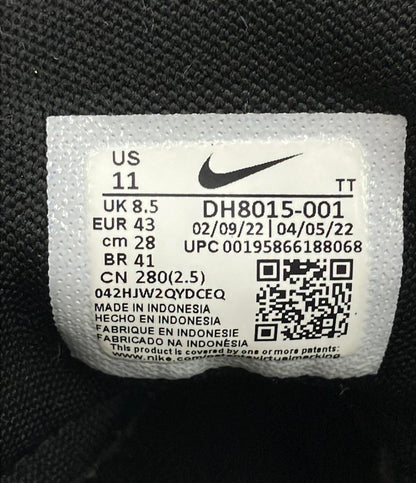 US
11
TT
UK 8.5
EUR 43
cm 28
BR 41
CN 280(2.5)
DH8015-001
02/09/22 | 04/05/22
UPC 00195866188068
042HJW2QYDCEQ
MADE IN INDONESIA
HECHO EN INDONESIA
FABRIQUE EN INDONESIE
FABRICADO NA INDONÉSIA
This product is covered by one or more patents: